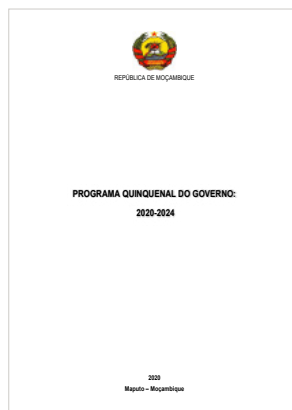 REPÚBLICA DE MOÇAMBIQUE
PROGRAMA QUINQUENAL DO GOVERNO:
2020-2024
2020
Maputo – Moçambique